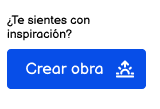 ¿Te sientes con
inspiración?
Crear obra